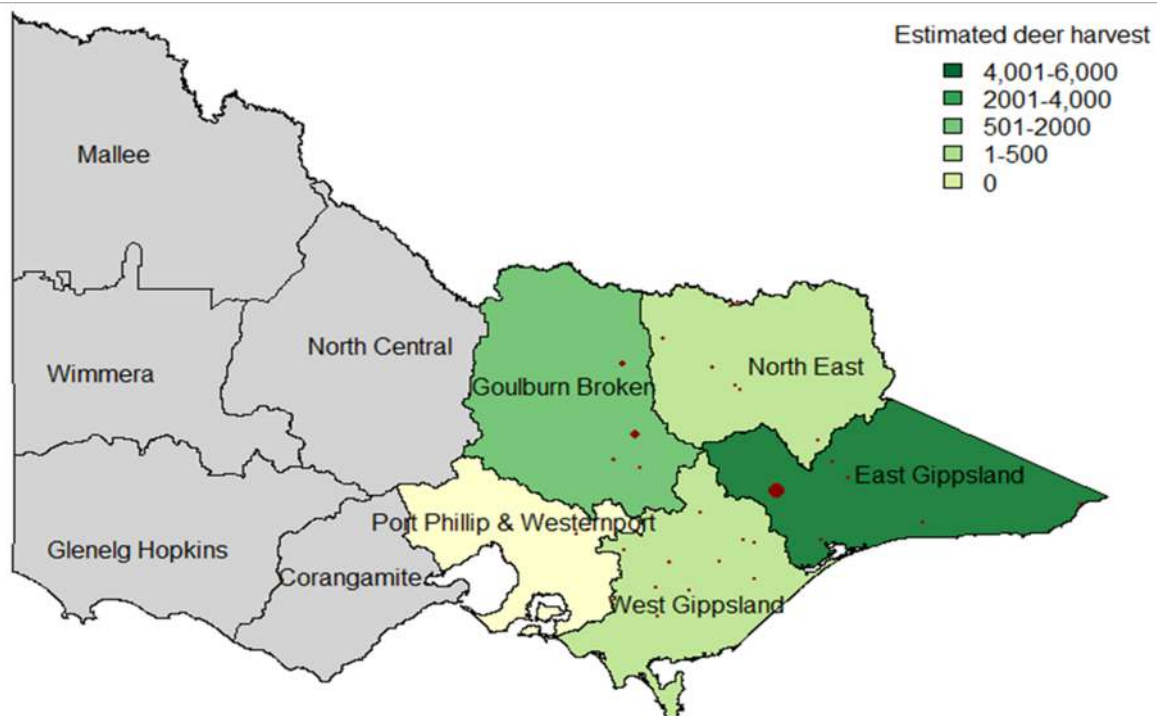 Estimated deer harvest
4,001-6,000
2001-4,000
501-2000
1-500
0
Mallee
North Central
Wimmera
Goulburn Broken
North East
East Gippsland
Port Phillip & Westernport
Glenelg Hopkins
Corangamite
West Gippsland